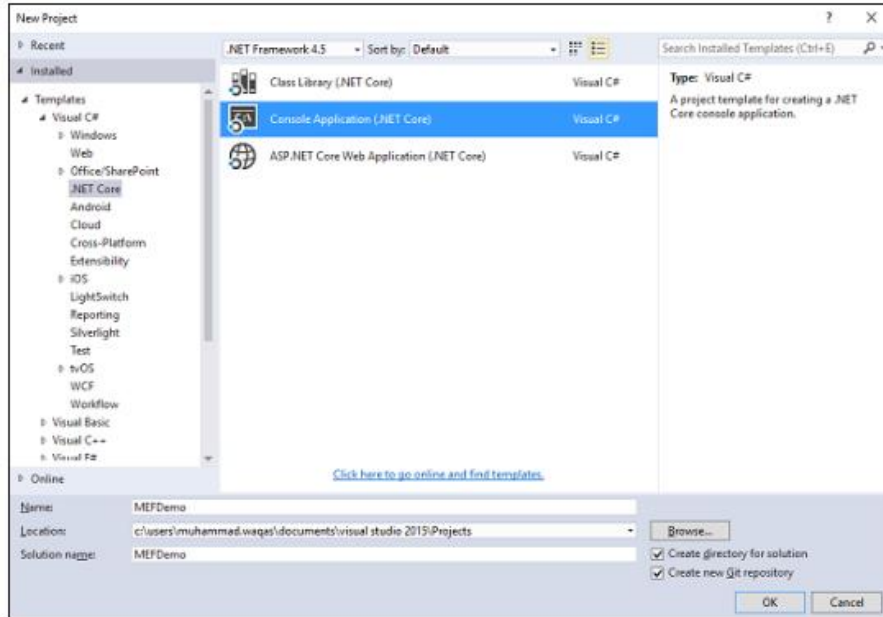 New Project
? X
Recent
.NET Framework 4.5
Sort by: Default
Search Installed Templates (Ctrl+E)
Installed
Templates
Visual C#
Windows
Web
Office/SharePoint
.NET Core
Android
Cloud
Cross-Platform
Extensibility
iOS
LightSwitch
Reporting
Silverlight
Test
tvOS
WCF
Workflow
Visual Basic
Visual C++
Visual F#
Online
Class Library (.NET Core) Visual C#
Console Application (.NET Core) Visual C#
ASP.NET Core Web Application (.NET Core) Visual C#
Click here to go online and find templates.
Type: Visual C#
A project template for creating a .NET
Core console application.
Name: MEFDemo
Location: c:\users\muhammad.waqas\documents\visual studio 2015\Projects
Browse...
Solution name: MEFDemo
Create directory for solution
Create new Git repository
OK Cancel